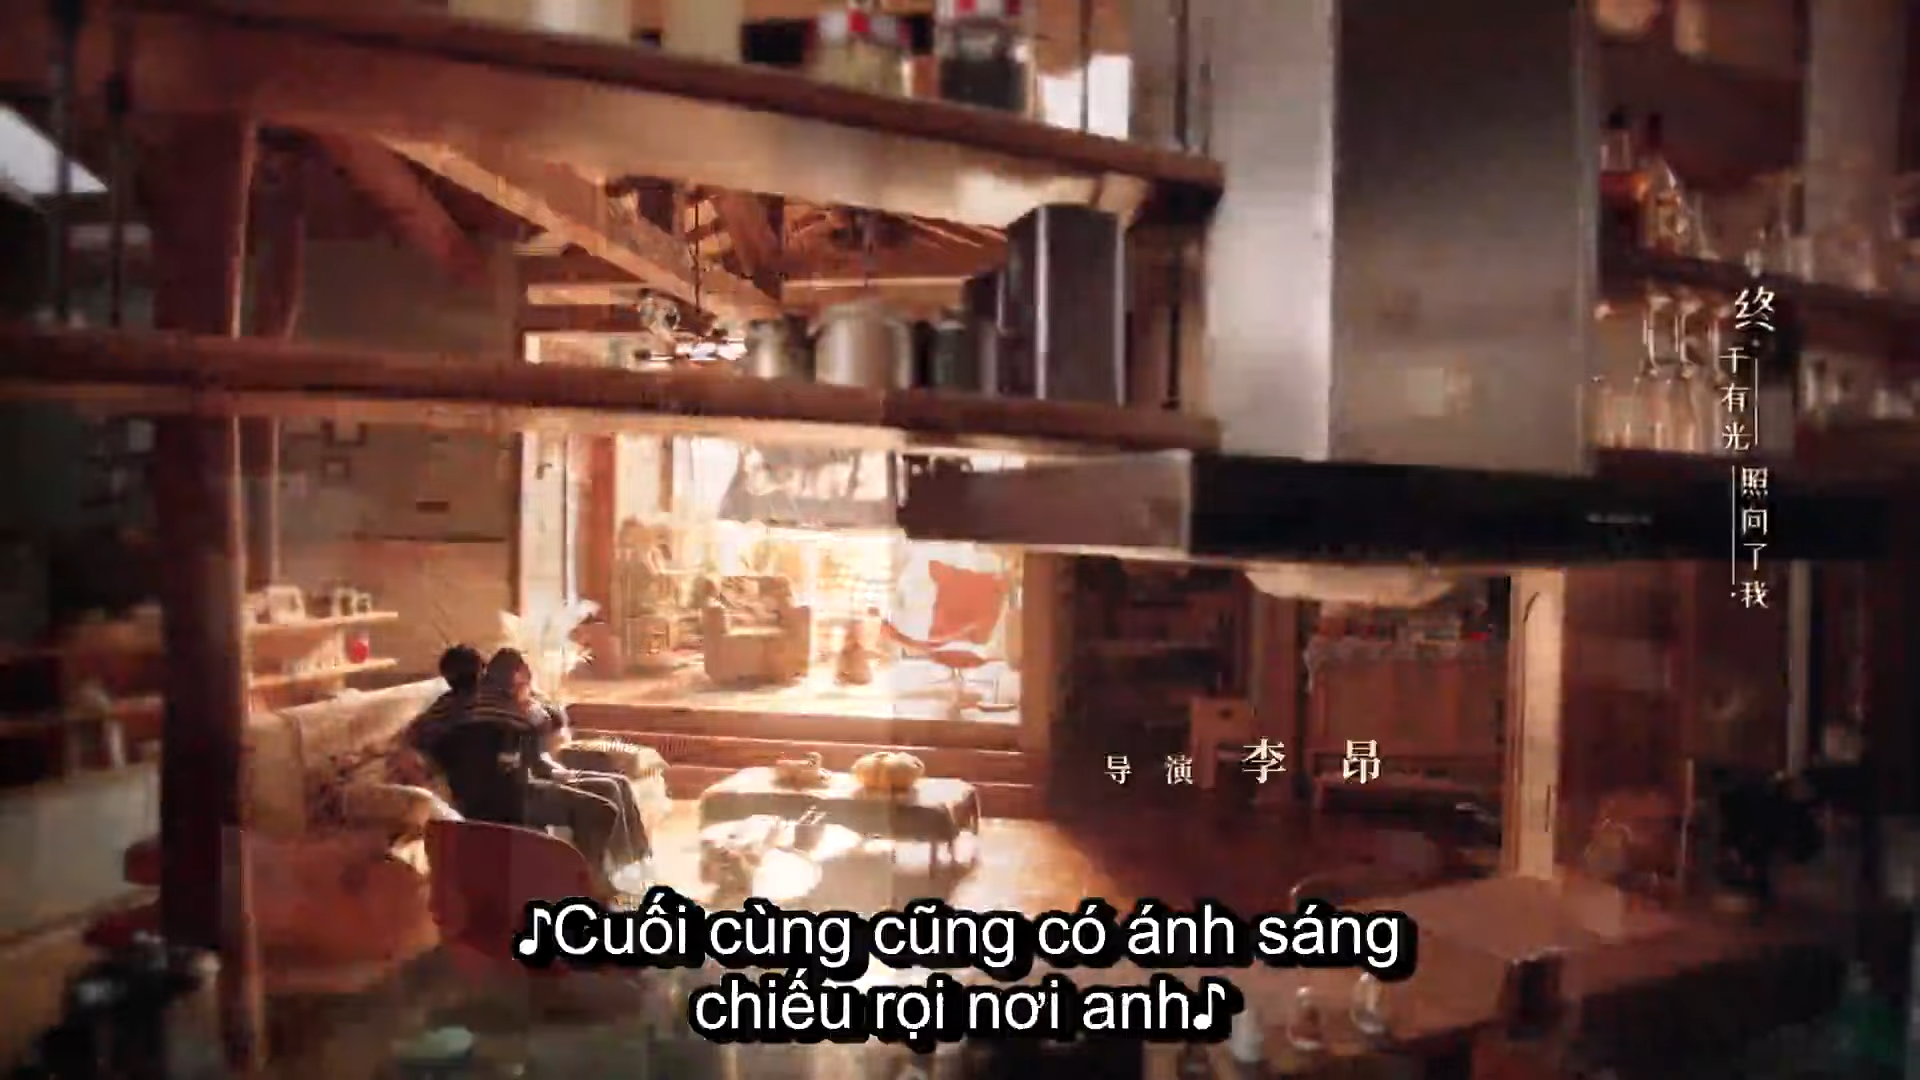 终
于有光
照向了我
导演 李昂
♪Cuối cùng cũng có ánh sáng
chiếu rọi nơi anh♪